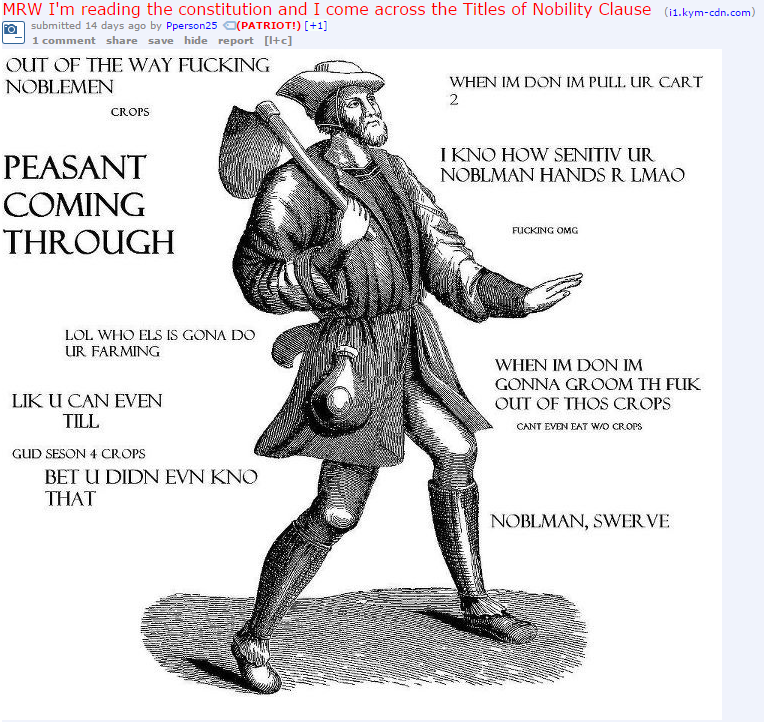 MRW I'm reading the constitution and I come across the Titles of Nobility Clause (i1.kym-cdn.com)
submitted 14 days ago by Pperson25 (PATRIOT!) [+1]
1 comment share save hide report [l+c]
OUT OF THE WAY FUCKING
NOBLEMEN
CROPS
PEASANT
COMING
THROUGH
WHEN IM DON IM PULL UR CART
2
I KNO HOW SENITIV UR
NOBLMAN HANDS R LMAO
FUCKING OMG
LOL WHO ELS IS GONA DO
UR FARMING
LIK U CAN EVEN
TILL
GUD SESON 4 CROPS
BET U DIDN EVN KNO
THAT
WHEN IM DON IM
GONNA GROOM TH FUK
OUT OF THOS CROPS
CANT EVEN EAT W/O CROPS
NOBLMAN, SWERVE